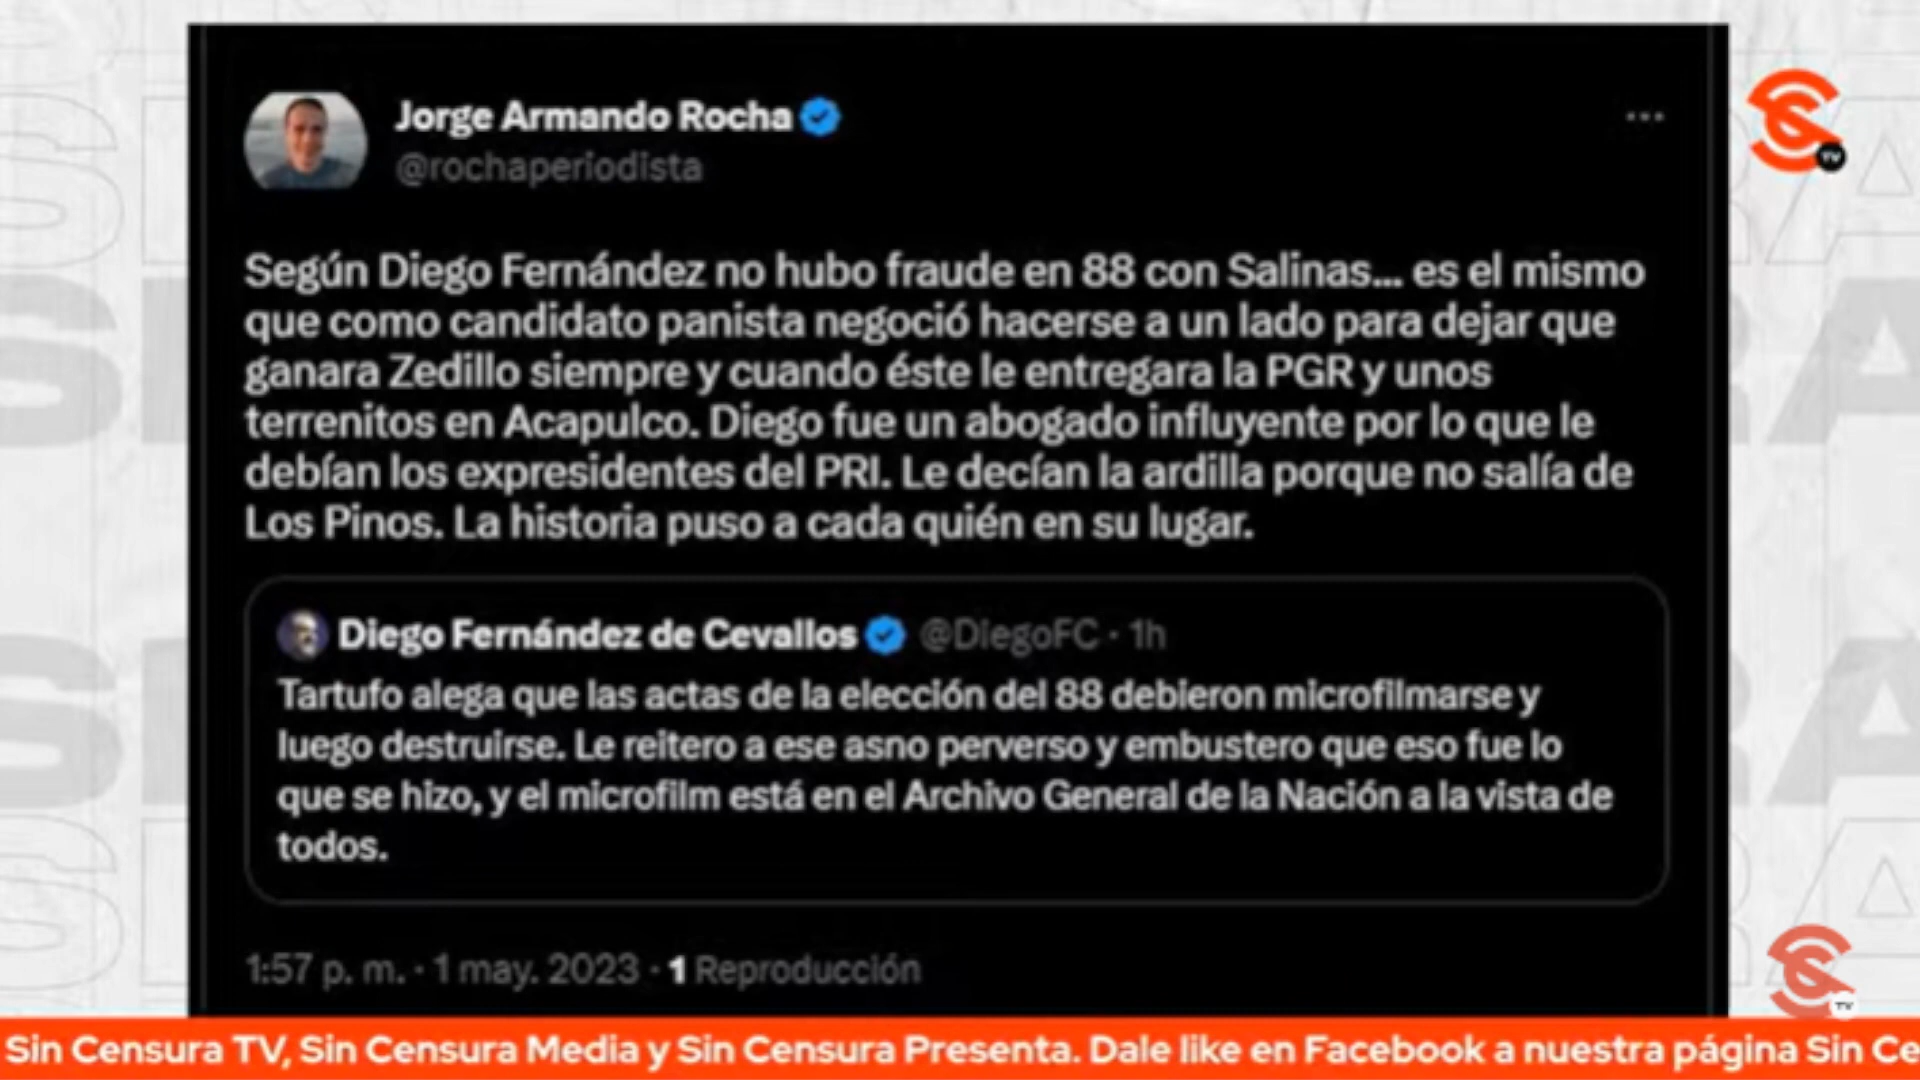 Jorge Armando Rocha
@rochaperiodista
Según Diego Fernández no hubo fraude en 88 con Salinas... es el mismo
que como candidato panista negoció hacerse a un lado para dejar que
ganara Zedillo siempre y cuando éste le entregara la PGR y unos
terrenitos en Acapulco. Diego fue un abogado influyente por lo que le
debían los expresidentes del PRI. Le decían la ardilla porque no salía de
Los Pinos. La historia puso a cada quién en su lugar.
Diego Fernández de Cevallos @DiegoFC · 1h
Tartufo alega que las actas de la elección del 88 debieron microfilmarse y
luego destruirse. Le reitero a ese asno perverso y embustero que eso fue lo
que se hizo, y el microfilm está en el Archivo General de la Nación a la vista de
todos.
1:57 p. m. · 1 may. 2023 · 1 Reproducción
TV
TV
Sin Censura TV, Sin Censura Media y Sin Censura Presenta. Dale like en Facebook a nuestra página Sin Ce